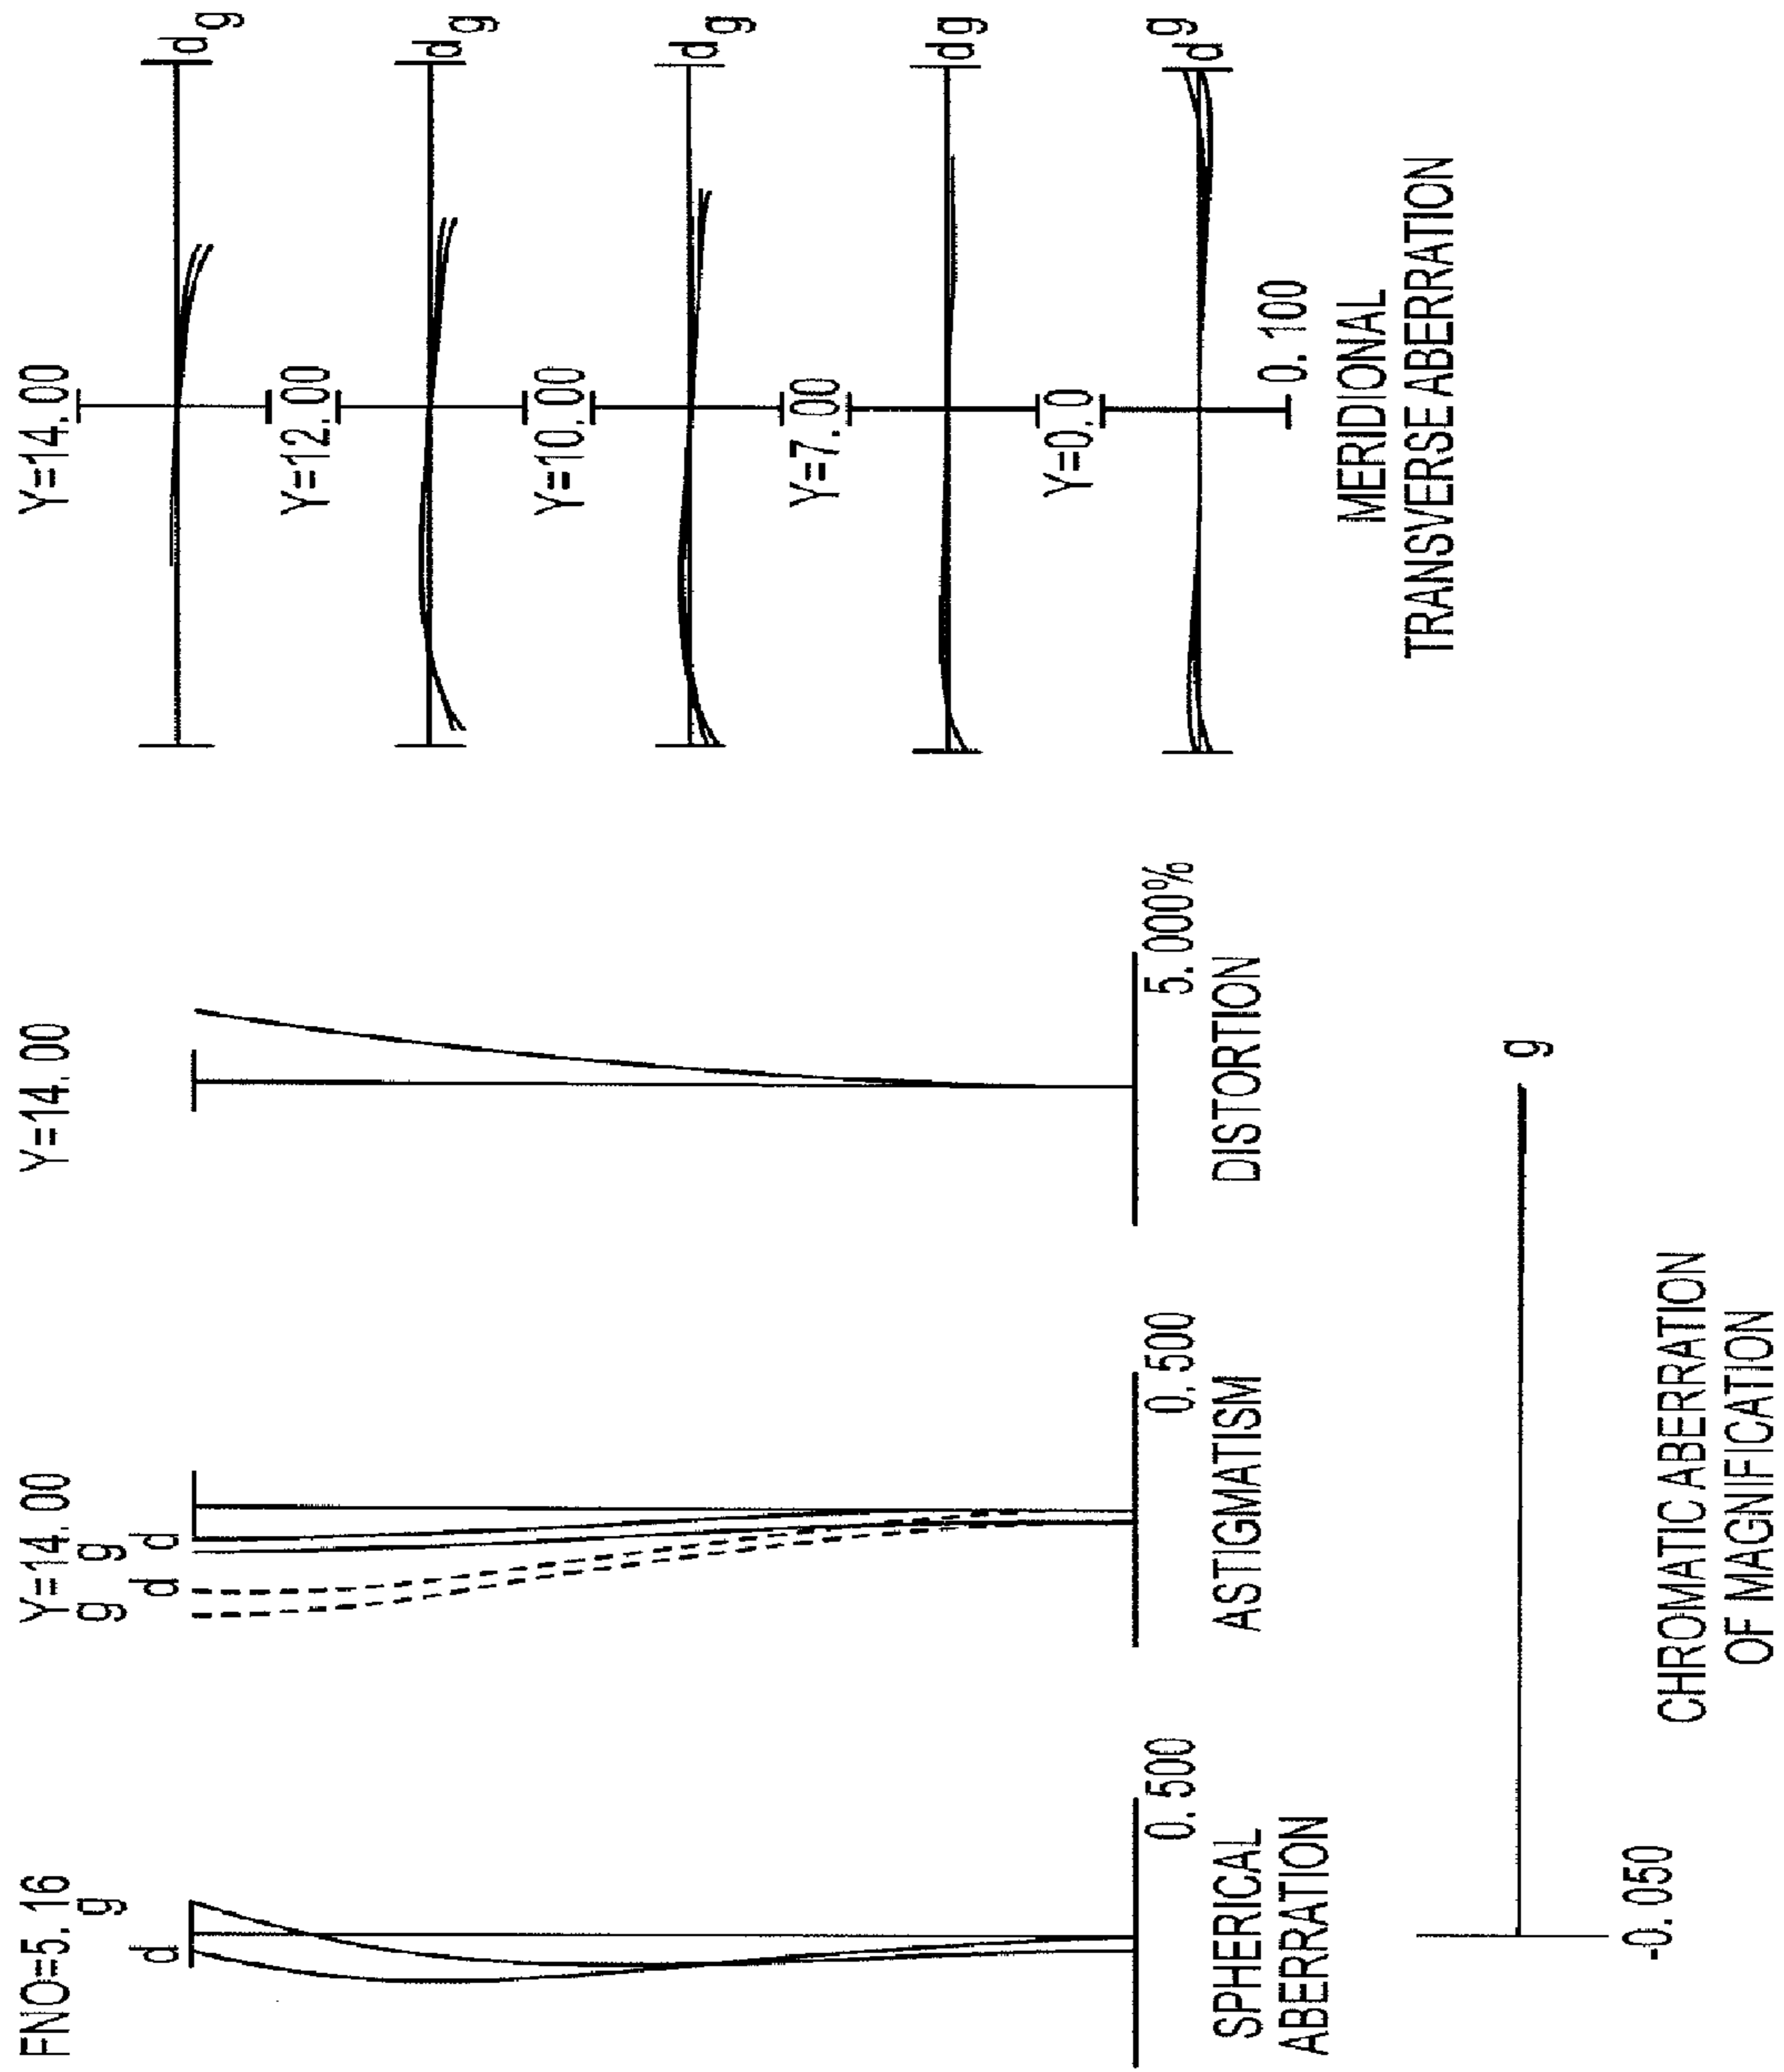 FNO=5.16
g
d
0.500
SPHERICAL
ABERRATION
Y=14.00
g g
d d
0.500
ASTIGMATISM
Y=14.00
5.000%
DISTORTION
-0.050
g
CHROMATIC ABERRATION
OF MAGNIFICATION
Y=14.00
d
g
Y=12.00
d
g
Y=10.00
d
g
Y=7.00
d
g
Y=0.0
g
d
0.100
MERIDIONAL
TRANSVERSE ABERRATION